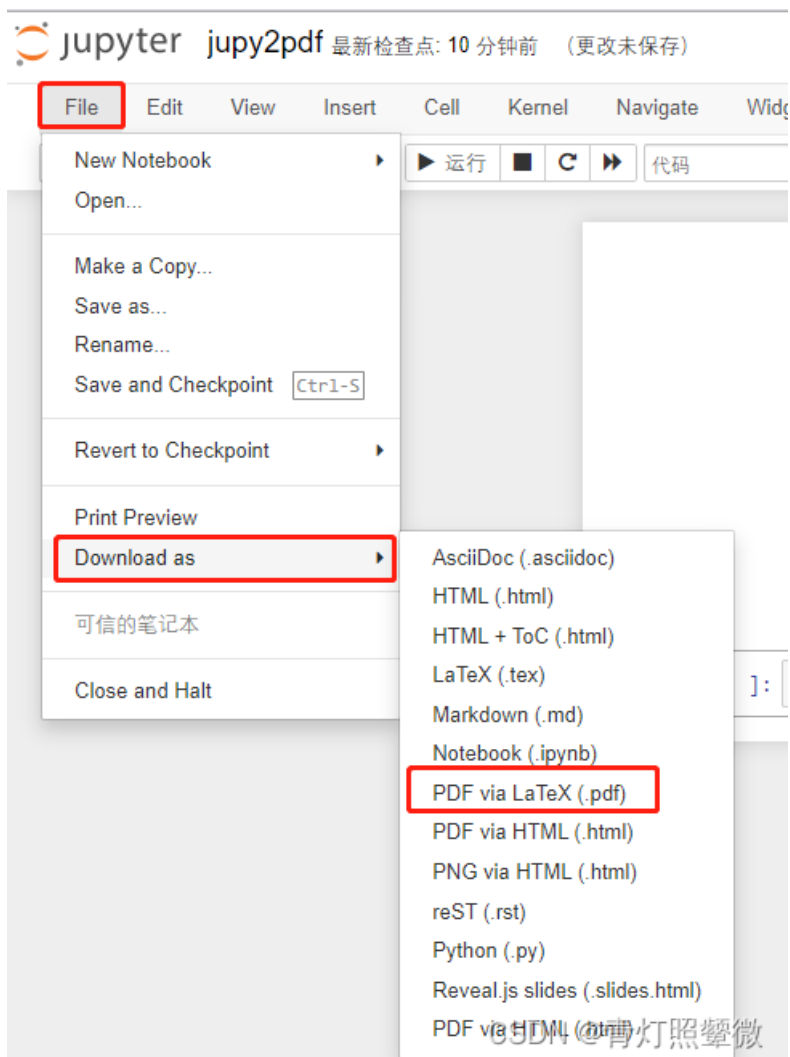 jupyter jupy2pdf 最新检查点: 10 分钟前 (更改未保存)
File Edit View Insert Cell Kernel Navigate Widg
New Notebook
运行 代码
Open...
Make a Copy...
Save as...
Rename...
Save and Checkpoint Ctrl-S
Revert to Checkpoint
Print Preview
Download as
可信的笔记本
Close and Halt
AsciiDoc (.asciidoc)
HTML (.html)
HTML + ToC (.html)
LaTeX (.tex)
]:
Markdown (.md)
Notebook (.ipynb)
PDF via LaTeX (.pdf)
PDF via HTML (.html)
PNG via HTML (.html)
reST (.rst)
Python (.py)
Reveal.js slides (.slides.html)
PDF via HTML (.html)
CSDN @青灯照颦微